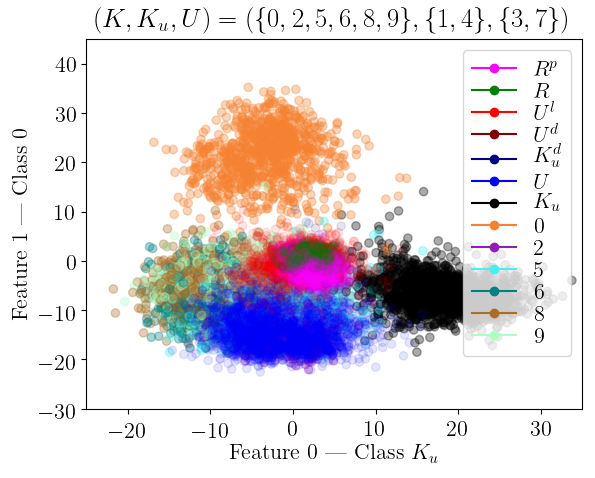 (K, K_u, U) = ({0, 2, 5, 6, 8, 9}, {1, 4}, {3, 7})
Feature 1 — Class 0
40
30
20
10
0
−10
−20
−30
−20
−10
0
10
20
30
Feature 0 — Class K_u
R^p
R
U^l
U^d
K_u^d
U
K_u
0
2
5
6
8
9